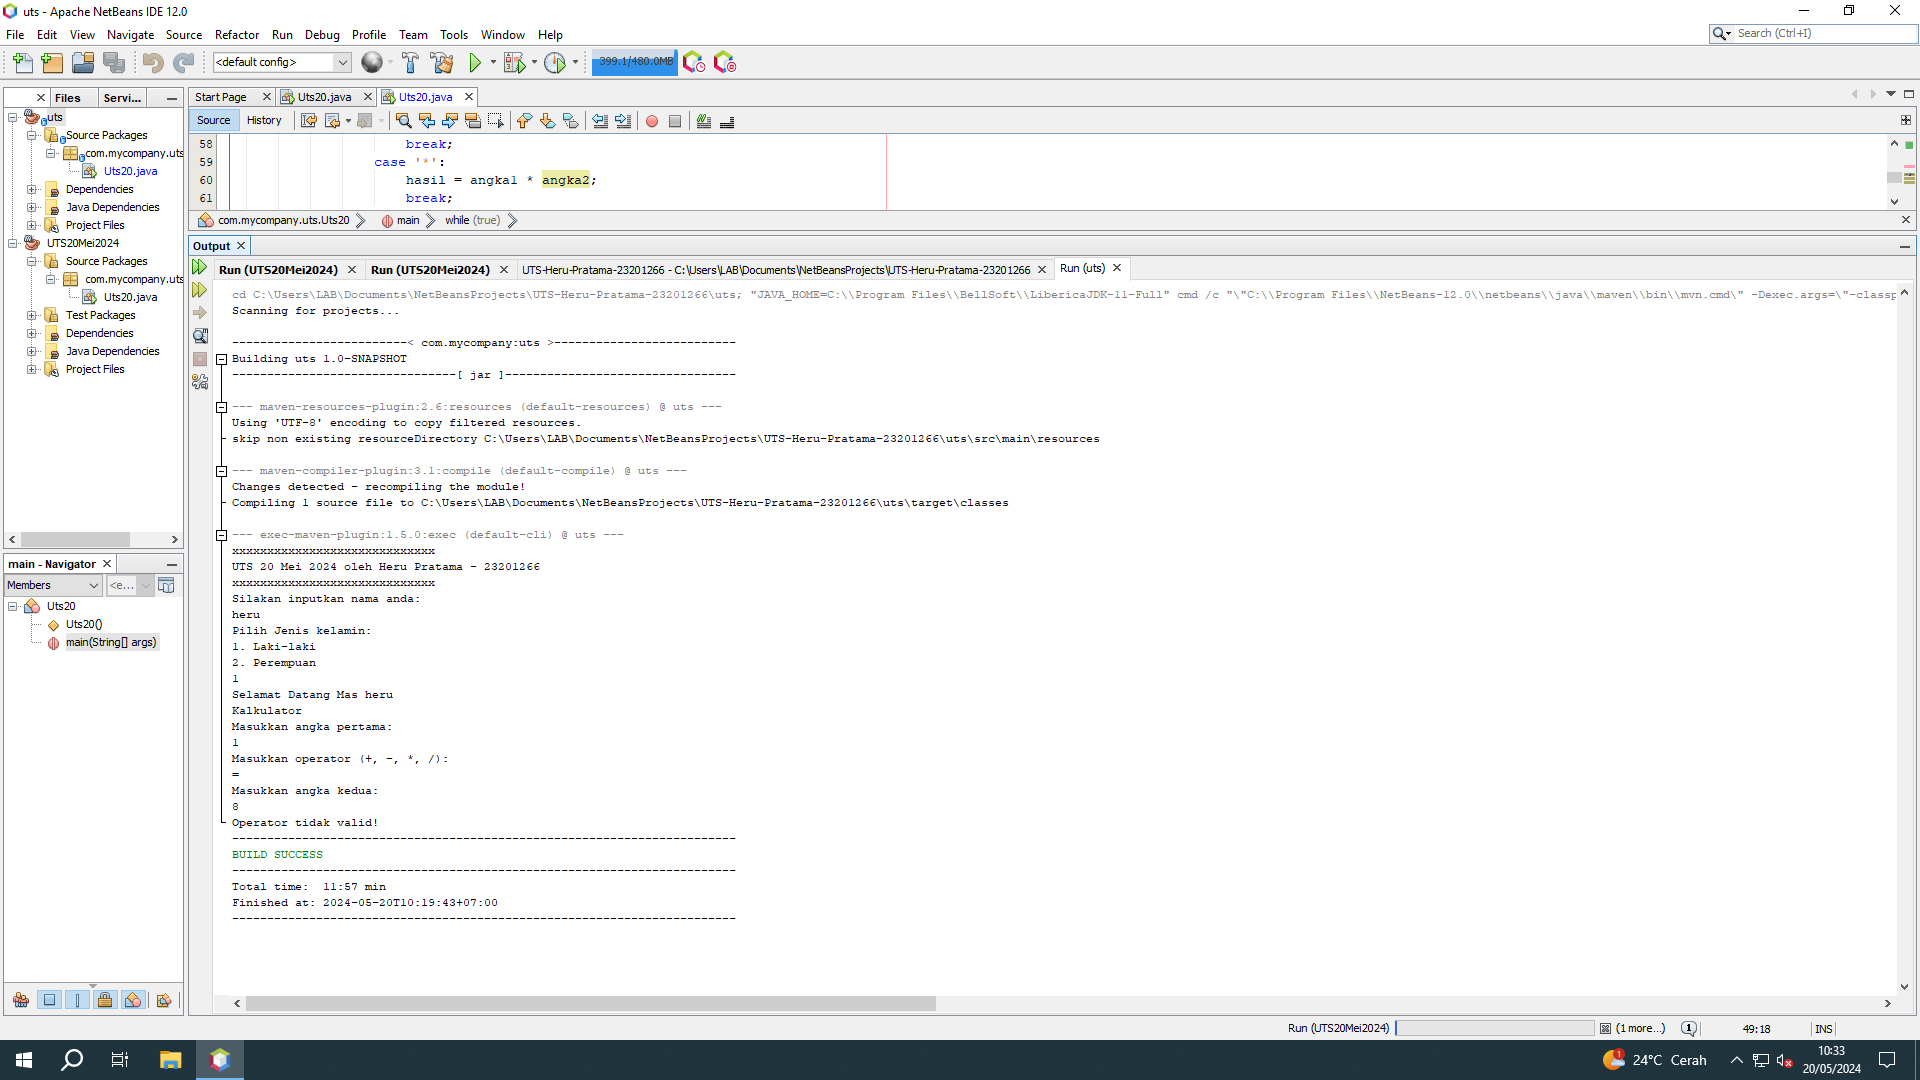 uts - Apache NetBeans IDE 12.0
File Edit View Navigate Source Refactor Run Debug Profile Team Tools Window Help
Search (Ctrl+I)
<default config>
399.1/480.0MB
Files Servi...
Start Page Uts20.java Uts20.java
Source History
uts
Source Packages
com.mycompany.uts
Uts20.java
Dependencies
Java Dependencies
Project Files
UTS20Mei2024
Source Packages
com.mycompany.uts
Uts20.java
Test Packages
Dependencies
Java Dependencies
Project Files
58 break;
59 case '*':
60 hasil = angka1 * angka2;
61 break;
com.mycompany.uts.Uts20 main while (true)
Output
Run (UTS20Mei2024) Run (UTS20Mei2024) UTS-Heru-Pratama-23201266 - C:\Users\LAB\Documents\NetBeansProjects\UTS-Heru-Pratama-23201266 Run (uts)
cd C:\Users\LAB\Documents\NetBeansProjects\UTS-Heru-Pratama-23201266\uts; "JAVA_HOME=C:\\Program Files\\BellSoft\\LibericaJDK-11-Full" cmd /c "\"C:\\Program Files\\NetBeans-12.0\\netbeans\\java\\maven\\bin\\mvn.cmd\" -Dexec.args=\"-classp
Scanning for projects...
-------------------------< com.mycompany:uts >--------------------------
Building uts 1.0-SNAPSHOT
--------------------------------[ jar ]---------------------------------
--- maven-resources-plugin:2.6:resources (default-resources) @ uts ---
Using 'UTF-8' encoding to copy filtered resources.
skip non existing resourceDirectory C:\Users\LAB\Documents\NetBeansProjects\UTS-Heru-Pratama-23201266\uts\src\main\resources
--- maven-compiler-plugin:3.1:compile (default-compile) @ uts ---
Changes detected - recompiling the module!
Compiling 1 source file to C:\Users\LAB\Documents\NetBeansProjects\UTS-Heru-Pratama-23201266\uts\target\classes
--- exec-maven-plugin:1.5.0:exec (default-cli) @ uts ---
xxxxxxxxxxxxxxxxxxxxxxxxxxxxx
UTS 20 Mei 2024 oleh Heru Pratama - 23201266
xxxxxxxxxxxxxxxxxxxxxxxxxxxxx
Silakan inputkan nama anda:
heru
Pilih Jenis kelamin:
1. Laki-laki
2. Perempuan
1
Selamat Datang Mas heru
Kalkulator
Masukkan angka pertama:
1
Masukkan operator (+, -, *, /):
=
Masukkan angka kedua:
8
Operator tidak valid!
------------------------------------------------------------------------
BUILD SUCCESS
------------------------------------------------------------------------
Total time:  11:57 min
Finished at: 2024-05-20T10:19:43+07:00
------------------------------------------------------------------------
main - Navigator
Members <e...
Uts20
Uts20()
main(String[] args)
Run (UTS20Mei2024) (1 more...) 1 49:18 INS
1 24°C Cerah
10:33
20/05/2024